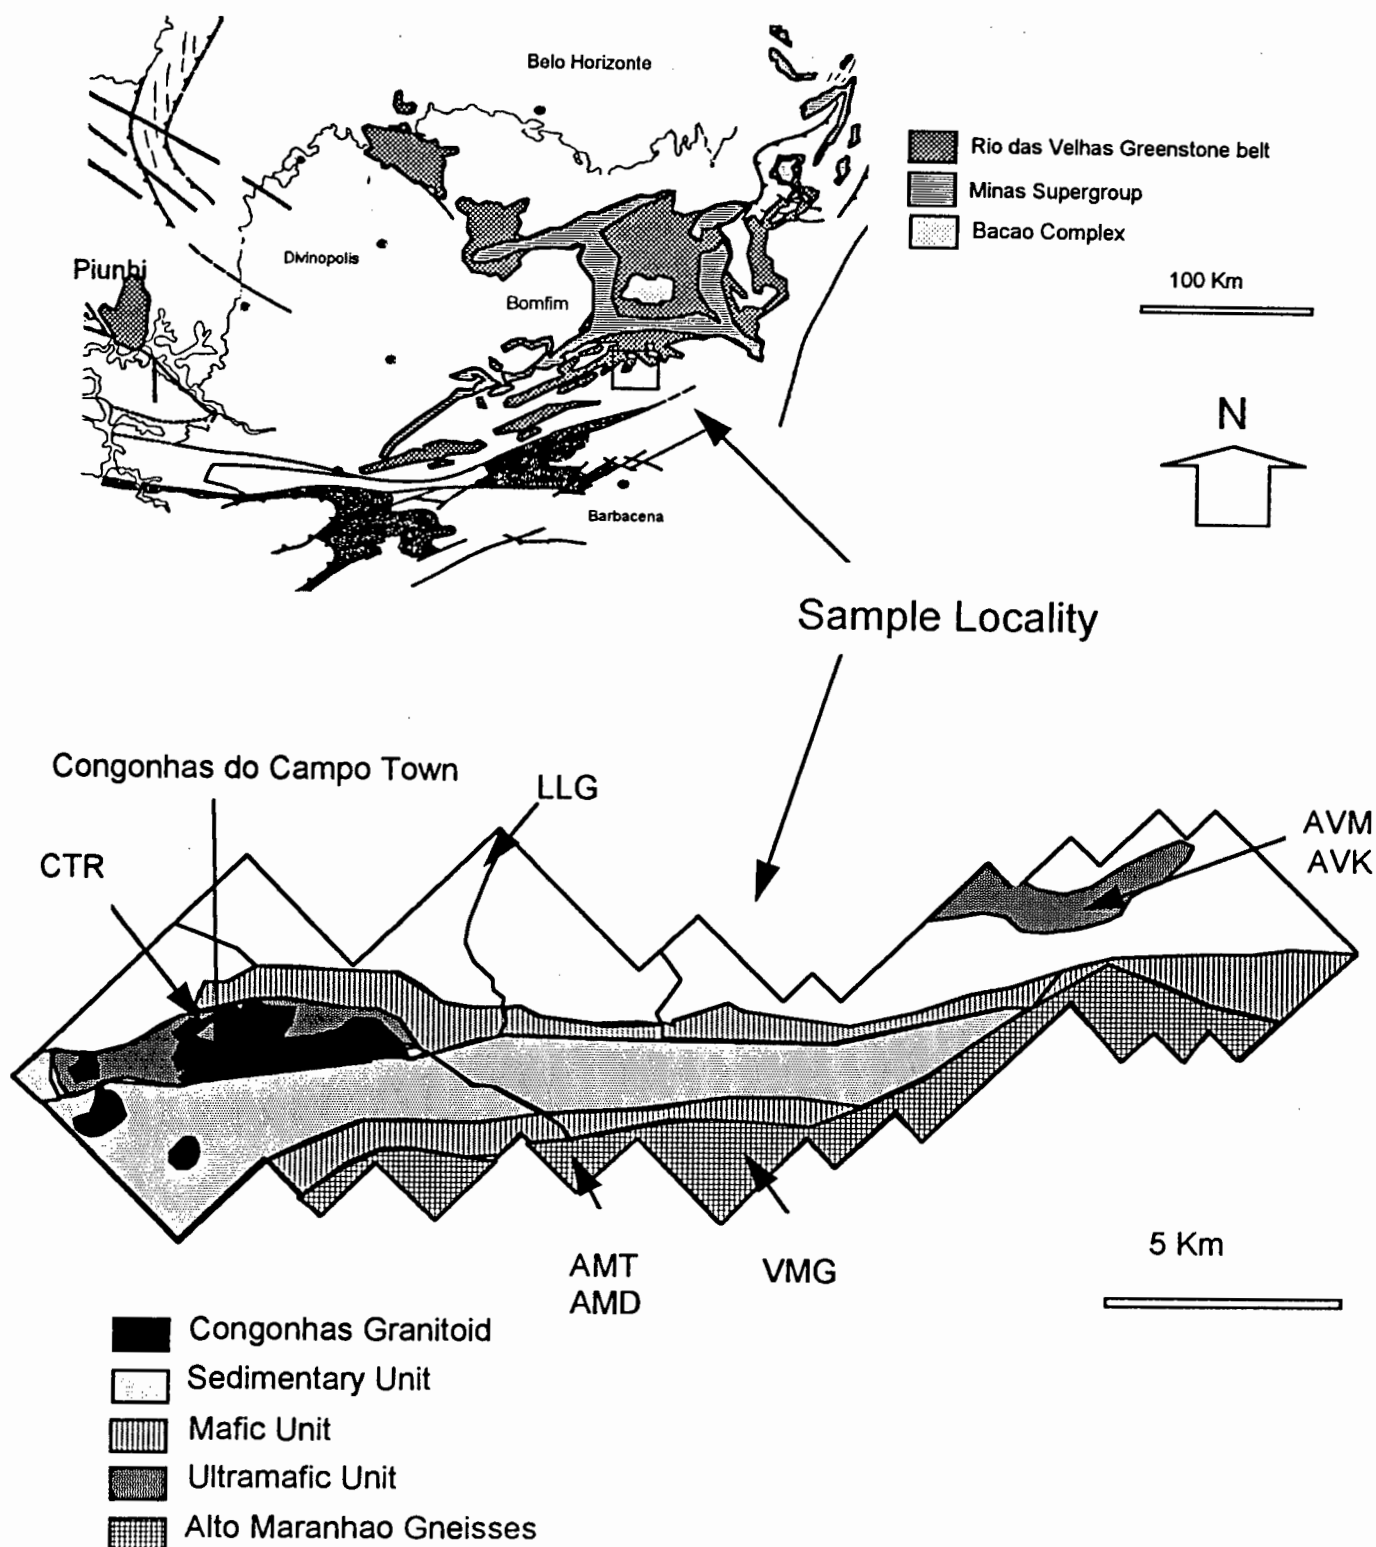 Belo Horizonte
Rio das Velhas Greenstone belt
Minas Supergroup
Bacao Complex
Divinopolis
Piunhi
Bomfim
100 Km
N
Barbacena
Sample Locality
Congonhas do Campo Town
LLG
CTR
AVM
AVK
AMT
AMD
VMG
5 Km
Congonhas Granitoid
Sedimentary Unit
Mafic Unit
Ultramafic Unit
Alto Maranhao Gneisses